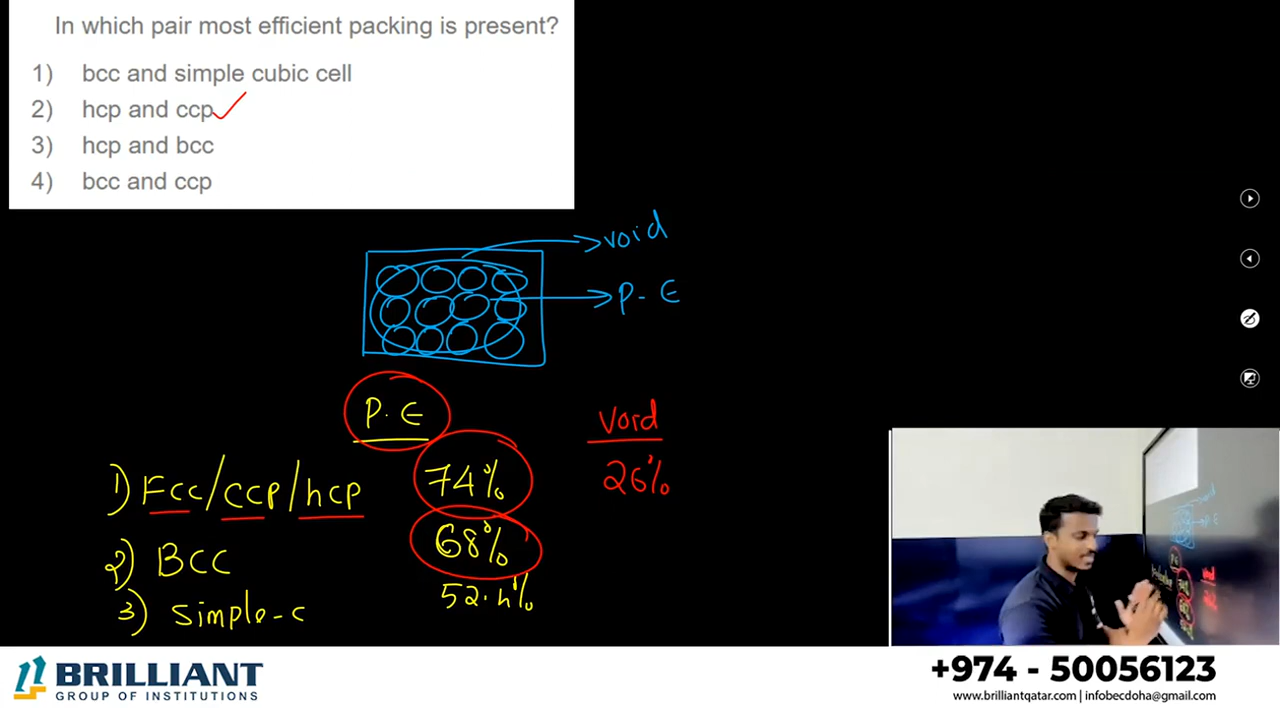 In which pair most efficient packing is present?
1) bcc and simple cubic cell
2) hcp and ccp
3) hcp and bcc
4) bcc and ccp
void
P.E
P.E
void
1) FCC/CCP/hcp 74% 26%
2) BCC 68%
3) Simple-c 52.4%
BRILLIANT
GROUP OF INSTITUTIONS
+974 - 50056123
www.brilliantqatar.com | infobecdoha@gmail.com